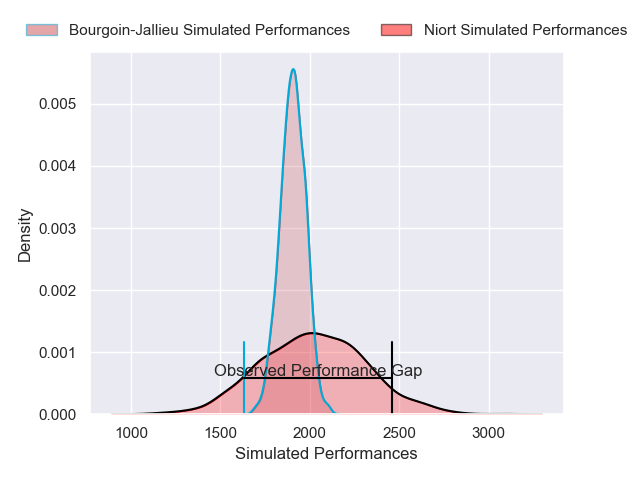 Bourgoin-Jallieu Simulated Performances
Niort Simulated Performances
0.005
0.004
0.003
0.002
0.001
0.000
Density
Observed Performance Gap
1000
1500
2000
2500
3000
Simulated Performances